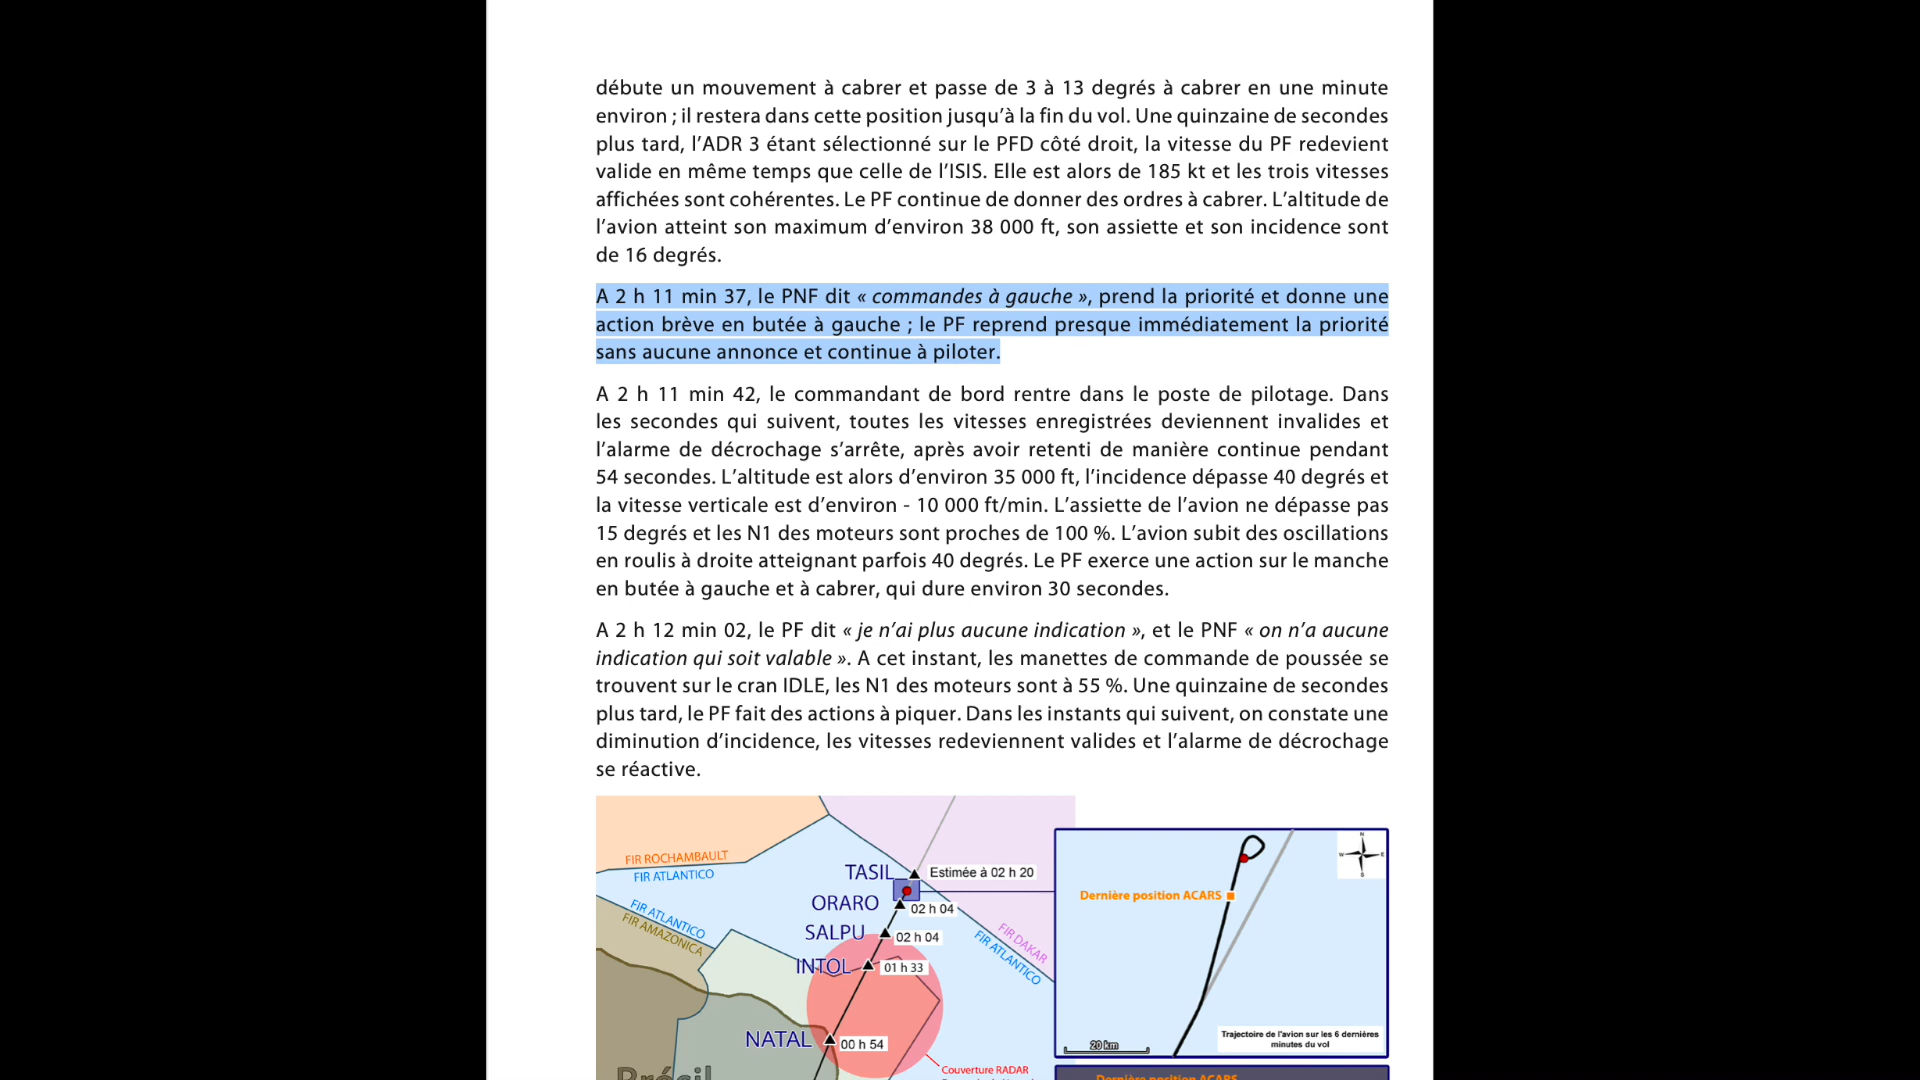 débute un mouvement à cabrer et passe de 3 à 13 degrés à cabrer en une minute
environ ; il restera dans cette position jusqu’à la fin du vol. Une quinzaine de secondes
plus tard, l’ADR 3 étant sélectionné sur le PFD côté droit, la vitesse du PF redevient
valide en même temps que celle de l’ISIS. Elle est alors de 185 kt et les trois vitesses
affichées sont cohérentes. Le PF continue de donner des ordres à cabrer. L’altitude de
l’avion atteint son maximum d’environ 38 000 ft, son assiette et son incidence sont
de 16 degrés.
A 2 h 11 min 37, le PNF dit « commandes à gauche », prend la priorité et donne une
action brève en butée à gauche ; le PF reprend presque immédiatement la priorité
sans aucune annonce et continue à piloter.
A 2 h 11 min 42, le commandant de bord rentre dans le poste de pilotage. Dans
les secondes qui suivent, toutes les vitesses enregistrées deviennent invalides et
l’alarme de décrochage s’arrête, après avoir retenti de manière continue pendant
54 secondes. L’altitude est alors d’environ 35 000 ft, l’incidence dépasse 40 degrés et
la vitesse verticale est d’environ - 10 000 ft/min. L’assiette de l’avion ne dépasse pas
15 degrés et les N1 des moteurs sont proches de 100 %. L’avion subit des oscillations
en roulis à droite atteignant parfois 40 degrés. Le PF exerce une action sur le manche
en butée à gauche et à cabrer, qui dure environ 30 secondes.
A 2 h 12 min 02, le PF dit « je n’ai plus aucune indication », et le PNF « on n’a aucune
indication qui soit valable ». A cet instant, les manettes de commande de poussée se
trouvent sur le cran IDLE, les N1 des moteurs sont à 55 %. Une quinzaine de secondes
plus tard, le PF fait des actions à piquer. Dans les instants qui suivent, on constate une
diminution d’incidence, les vitesses redeviennent valides et l’alarme de décrochage
se réactive.
FIR ROCHAMBAULT
FIR ATLANTICO
FIR ATLANTICO
FIR AMAZONICA
TASIL
Estimée à 02 h 20
ORARO
02 h 04
SALPU
02 h 04
INTOL
01 h 33
NATAL
00 h 54
FIR DAKAR
FIR ATLANTICO
Couverture RADAR
Brésil
N
W
E
S
Dernière position ACARS
20 km
Trajectoire de l'avion sur les 6 dernières
minutes du vol
Dernière position ACARS